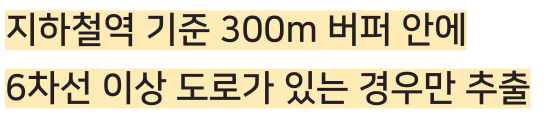 지하철역 기준 300m 버퍼 안에
6차선 이상 도로가 있는 경우만 추출